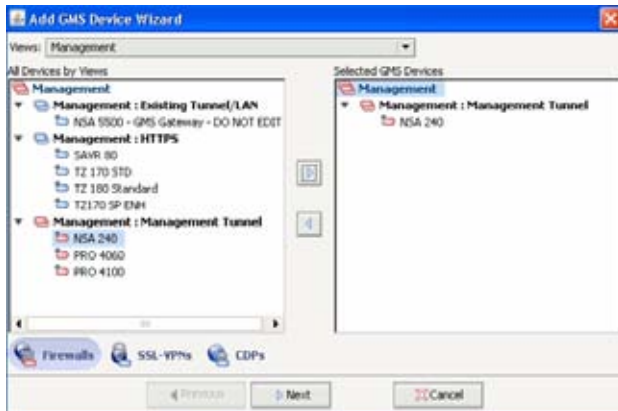 Add GMS Device Wizard
Views: Management
All Devices by Views
Management
Management : Existing Tunnel/LAN
NSA 5500 - GMS Gateway - DO NOT EDIT
Management : HTTPS
SAVR 80
TZ 170 STD
TZ 180 Standard
TZ170 SP ENH
Management : Management Tunnel
NSA 240
PRO 4060
PRO 4100
Selected GMS Devices
Management
Management : Management Tunnel
NSA 240
Firewalls SSL-VPNs CDPs
Previous Next Cancel